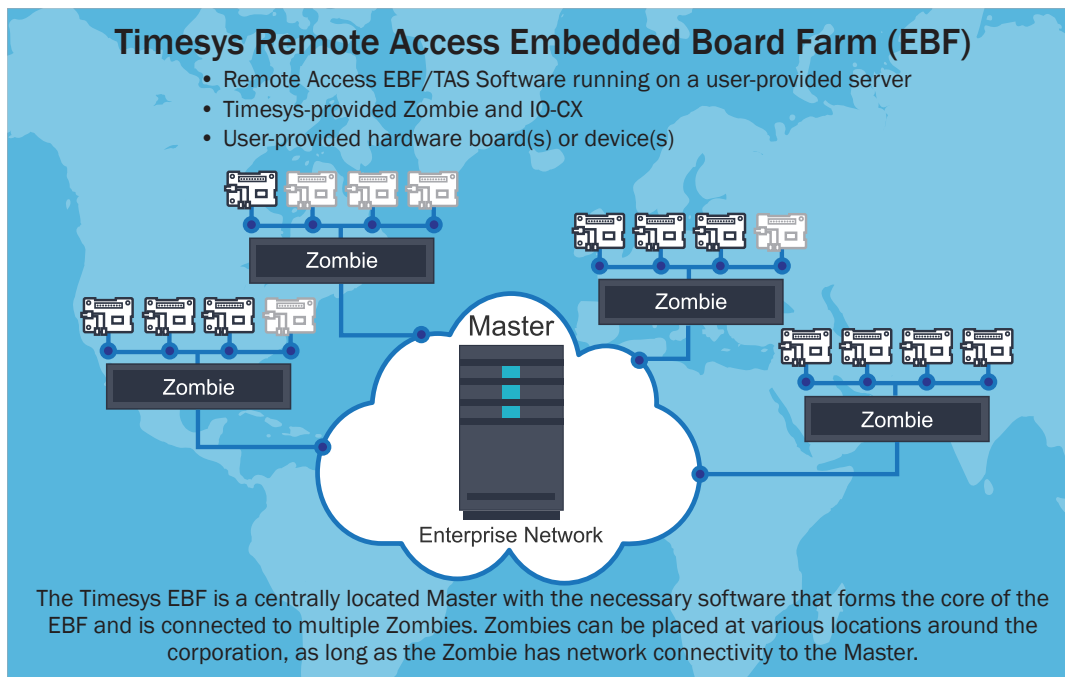 Timesys Remote Access Embedded Board Farm (EBF)
• Remote Access EBF/TAS Software running on a user-provided server
• Timesys-provided Zombie and IO-CX
• User-provided hardware board(s) or device(s)
Zombie
Zombie
Master
Zombie
Zombie
Enterprise Network
The Timesys EBF is a centrally located Master with the necessary software that forms the core of the
EBF and is connected to multiple Zombies. Zombies can be placed at various locations around the
corporation, as long as the Zombie has network connectivity to the Master.